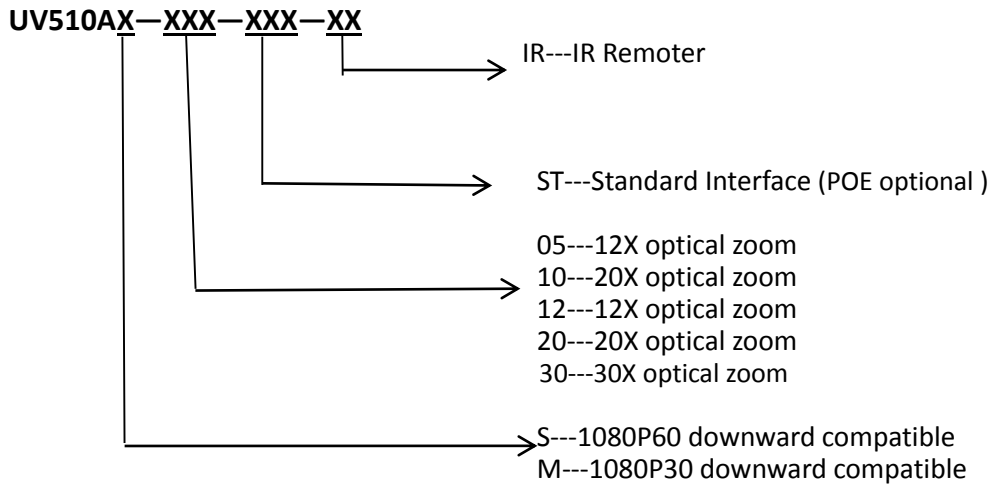 UV510AX—XXX—XXX—XX
IR---IR Remoter
ST---Standard Interface (POE optional )
05---12X optical zoom
10---20X optical zoom
12---12X optical zoom
20---20X optical zoom
30---30X optical zoom
S---1080P60 downward compatible
M---1080P30 downward compatible